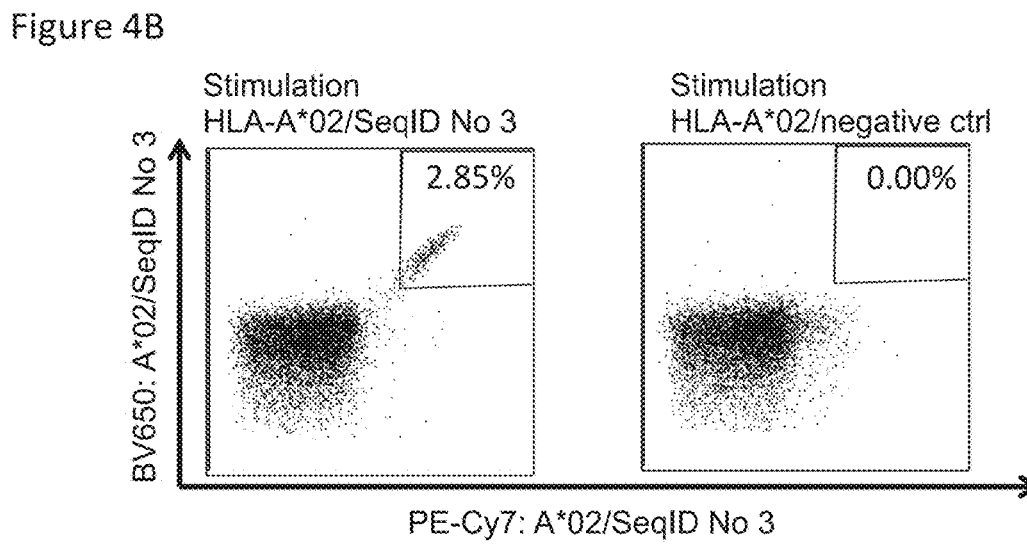 Figure 4B
Stimulation
HLA-A*02/SeqID No 3
Stimulation
HLA-A*02/negative ctrl
2.85%
0.00%
BV650: A*02/SeqID No 3
PE-Cy7: A*02/SeqID No 3